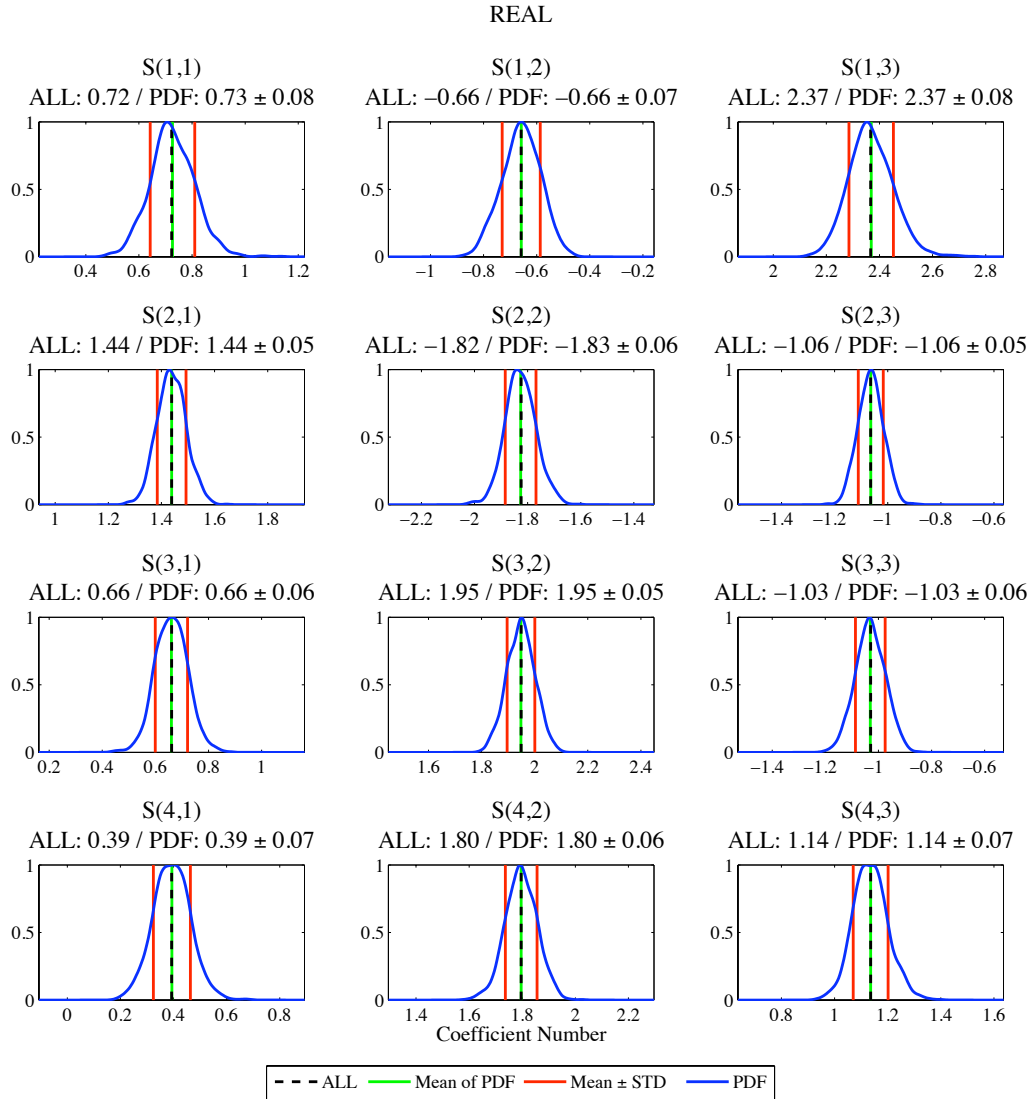 REAL
S(1,1)
ALL: 0.72 / PDF: 0.73 ± 0.08
S(1,2)
ALL: −0.66 / PDF: −0.66 ± 0.07
S(1,3)
ALL: 2.37 / PDF: 2.37 ± 0.08
1
0.5
0
0.4 0.6 0.8 1 1.2
1
0.5
0
−1 −0.8 −0.6 −0.4 −0.2
1
0.5
0
2 2.2 2.4 2.6 2.8
S(2,1)
ALL: 1.44 / PDF: 1.44 ± 0.05
S(2,2)
ALL: −1.82 / PDF: −1.83 ± 0.06
S(2,3)
ALL: −1.06 / PDF: −1.06 ± 0.05
1
0.5
0
1 1.2 1.4 1.6 1.8
1
0.5
0
−2.2 −2 −1.8 −1.6 −1.4
1
0.5
0
−1.4 −1.2 −1 −0.8 −0.6
S(3,1)
ALL: 0.66 / PDF: 0.66 ± 0.06
S(3,2)
ALL: 1.95 / PDF: 1.95 ± 0.05
S(3,3)
ALL: −1.03 / PDF: −1.03 ± 0.06
1
0.5
0
0.2 0.4 0.6 0.8 1
1
0.5
0
1.6 1.8 2 2.2 2.4
1
0.5
0
−1.4 −1.2 −1 −0.8 −0.6
S(4,1)
ALL: 0.39 / PDF: 0.39 ± 0.07
S(4,2)
ALL: 1.80 / PDF: 1.80 ± 0.06
S(4,3)
ALL: 1.14 / PDF: 1.14 ± 0.07
1
0.5
0
0 0.2 0.4 0.6 0.8
1
0.5
0
1.4 1.6 1.8 2 2.2
1
0.5
0
0.8 1 1.2 1.4 1.6
Coefficient Number
ALL Mean of PDF Mean ± STD PDF